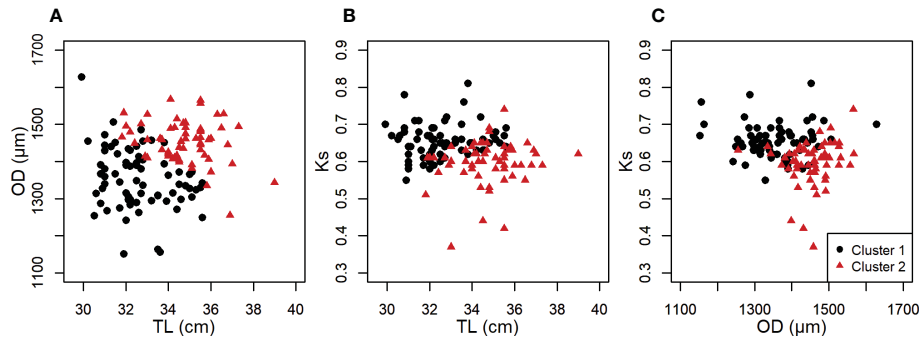 A
B
C
1700
1500
1300
1100
OD (µm)
30 32 34 36 38 40
TL (cm)
0.9
0.8
0.7
0.6
0.5
0.4
0.3
Ks
30 32 34 36 38 40
TL (cm)
0.9
0.8
0.7
0.6
0.5
0.4
0.3
Ks
Cluster 1
Cluster 2
1100 1300 1500 1700
OD (µm)